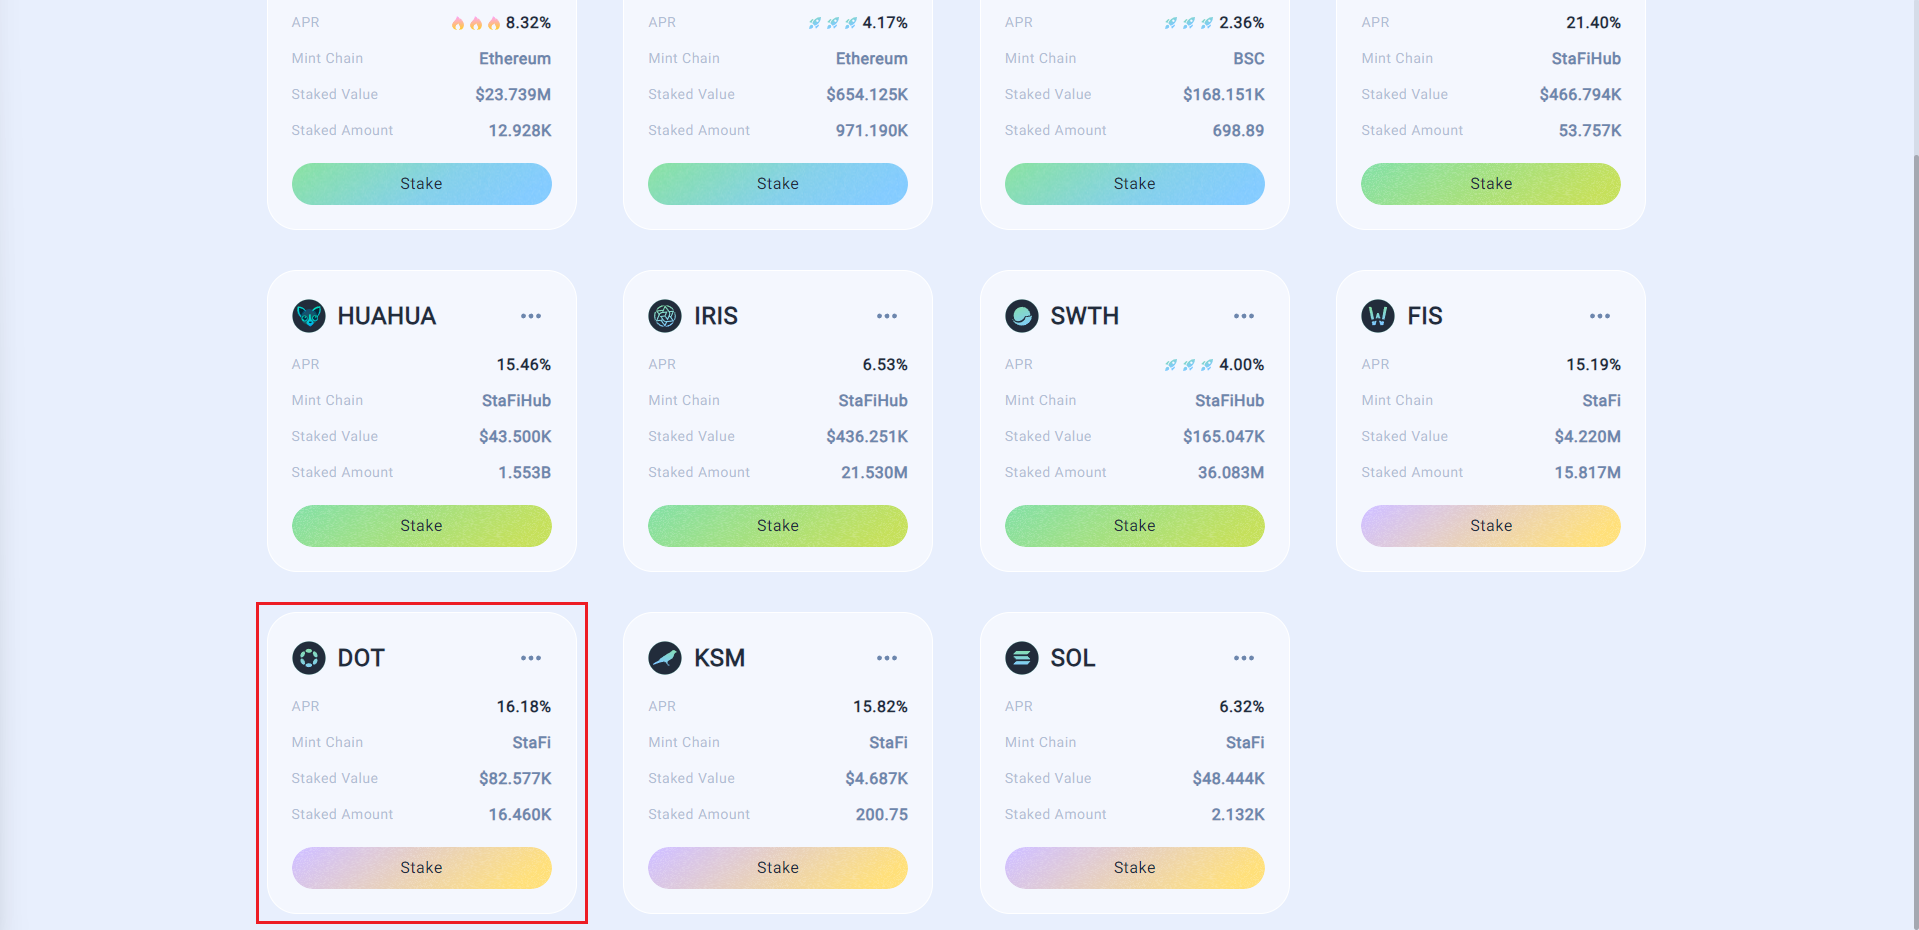 APR 8.32%
Mint Chain Ethereum
Staked Value $23.739M
Staked Amount 12.928K
Stake
APR 4.17%
Mint Chain Ethereum
Staked Value $654.125K
Staked Amount 971.190K
Stake
APR 2.36%
Mint Chain BSC
Staked Value $168.151K
Staked Amount 698.89
Stake
APR 21.40%
Mint Chain StaFiHub
Staked Value $466.794K
Staked Amount 53.757K
Stake
HUAHUA
APR 15.46%
Mint Chain StaFiHub
Staked Value $43.500K
Staked Amount 1.553B
Stake
IRIS
APR 6.53%
Mint Chain StaFiHub
Staked Value $436.251K
Staked Amount 21.530M
Stake
SWTH
APR 4.00%
Mint Chain StaFiHub
Staked Value $165.047K
Staked Amount 36.083M
Stake
FIS
APR 15.19%
Mint Chain StaFi
Staked Value $4.220M
Staked Amount 15.817M
Stake
DOT
APR 16.18%
Mint Chain StaFi
Staked Value $82.577K
Staked Amount 16.460K
Stake
KSM
APR 15.82%
Mint Chain StaFi
Staked Value $4.687K
Staked Amount 200.75
Stake
SOL
APR 6.32%
Mint Chain StaFi
Staked Value $48.444K
Staked Amount 2.132K
Stake